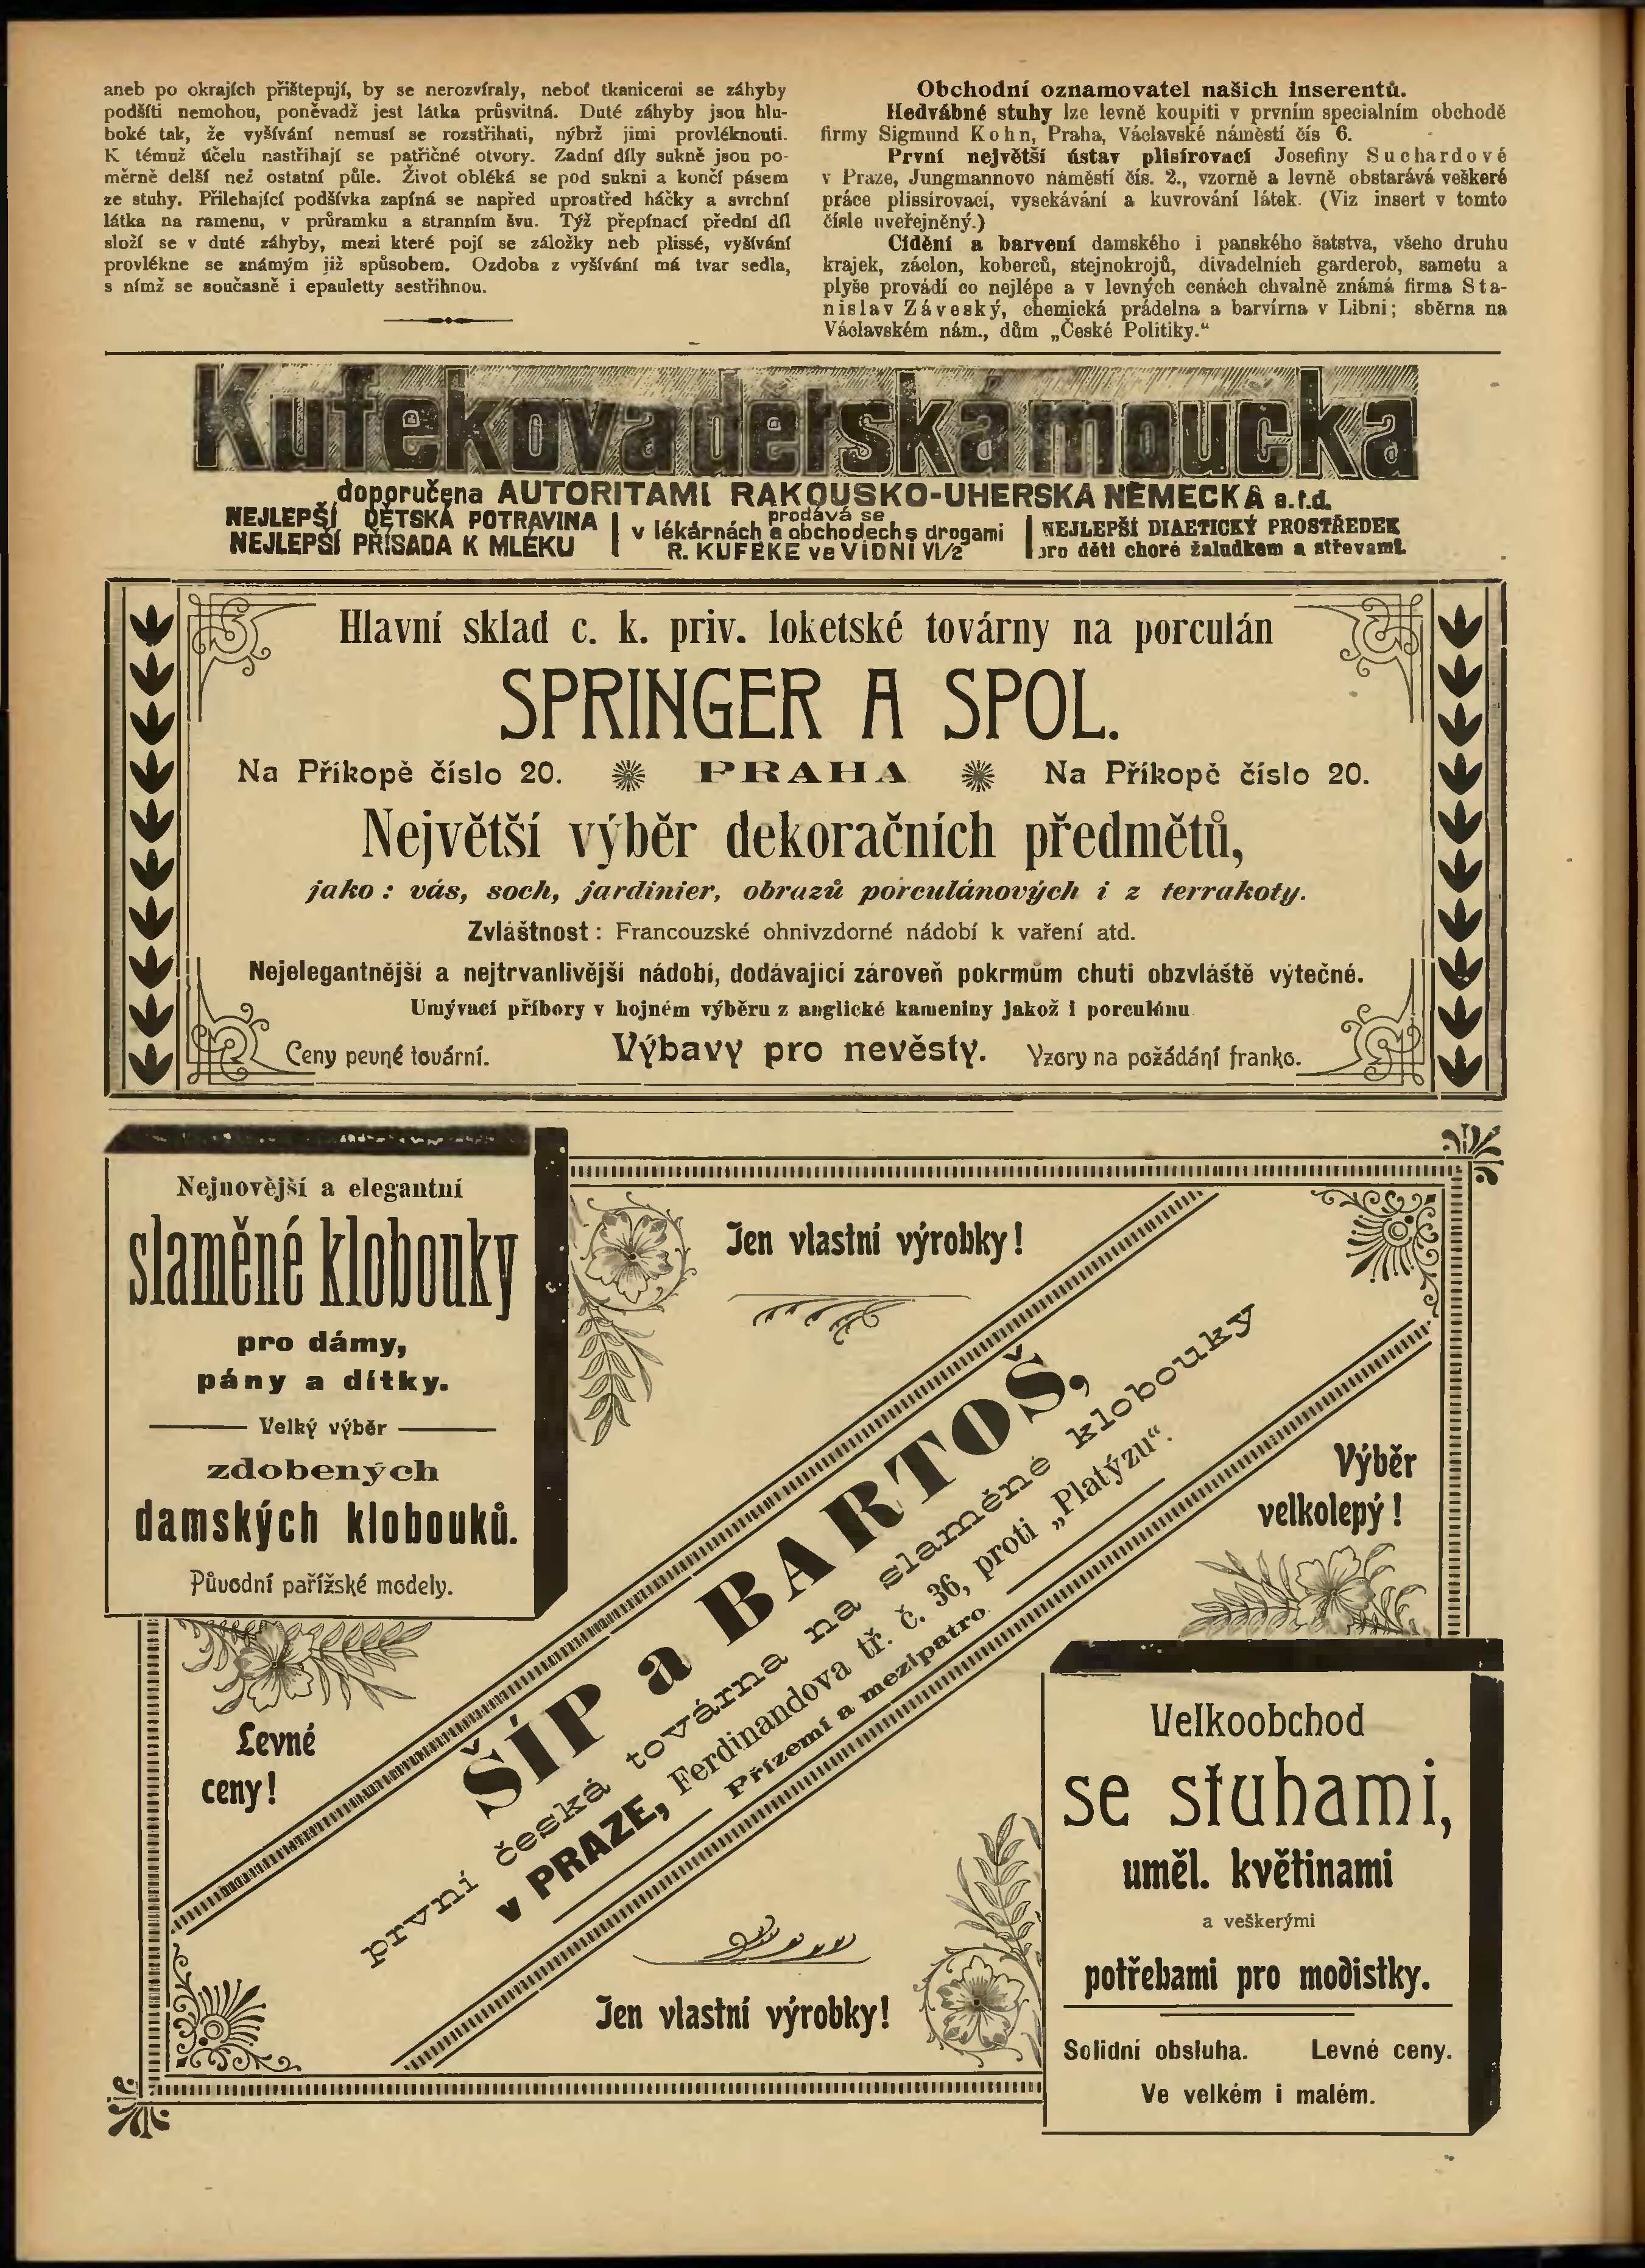 aneb po okrajích přištepují, by se nerozvíraly, neboť tkanicemi se záhyby
podšíti nemohou, poněvadž jest látka průsvitná. Duté záhyby jsou hlu-
boké tak, že vyšívání nemusí se rozstřihati, nýbrž jimi provléknouti.
K témuž účelu nastřihají se patřičné otvory. Zadní díly sukně jsou po-
měrně delší než ostatní půle. Život obléká se pod sukni a končí pásem
ze stuhy. Přilehající podšívka zapíná se napřed uprostřed háčky a svrchní
látka na ramenu, v průramku a stranním švu. Týž přepínací přední díl
složí se v duté záhyby, mezi které pojí se záložky neb plissé, vyšívání
provlékne se známým již spůsobem. Ozdoba z vyšívání má tvar sedla,
s nímž se současně i epauletty sestřihnou.
Obchodní oznamovatel našich inserentů.
Hedvábné stuhy lze levně koupiti v prvním specialním obchodě
firmy Sigmund Kohn, Praha, Václavské náměstí čís 6.
První největší ústav plisírovací Josefiny Suchardové
v Praze, Jungmannovo náměstí čís. 2., vzorně a levně obstarává veškeré
práce plissírovací, vysekávání a kuvrování látek. (Viz insert v tomto
čísle uveřejněný.)
Cídění a barvení damského i panského šatstva, všeho druhu
krajek, záclon, koberců, stejnokrojů, divadelních garderob, sametu a
plyše provádí co nejlépe a v levných cenách chvalně známá firma Sta-
nislav Záveský, chemická prádelna a barvírna v Libni; sběrna na
Václavském nám., dům „České Politiky.“
Kufekova dětská moučka
doporučena AUTORITAMI RAKOUSKO-UHERSKA NĚMECKA a.t.d.
NEJLEPŠÍ DĚTSKÁ POTRAVINA
NEJLEPŠÍ PŘÍSADA K MLÉKU
prodává se
v lékárnách a obchodech s drogami
R. KUFEKE ve VÍDNI VI/2
NEJLEPŠÍ DIAETICKÝ PROSTŘEDEK
pro děti choré žaludkem a střevami.
Hlavní sklad c. k. priv. loketské továrny na porculán
SPRINGER A SPOL.
Na Příkopě číslo 20. PRAHA Na Příkopě číslo 20.
Největší výběr dekoračních předmětů,
jako: vás, soch, jardinier, obrazů porculánových i z terrakoty.
Zvláštnost: Francouzské ohnivzdorné nádobí k vaření atd.
Nejelegantnější a nejtrvanlivější nádobí, dodávající zároveň pokrmům chuti obzvláště výtečné.
Umývací příbory v hojném výběru z anglické kameniny jakož i porculánu
Ceny pevné tovární. Výbavy pro nevěsty. Vzory na požádání franko.
Nejnovější a elegantní
slaměné klobouky
pro dámy,
pány a dítky.
Velký výběr
zdobených
damských klobouků.
Původní pařížské modely.
Jen vlastní výrobky!
ŠÍP a BARTOŠ,
první česká továrna na slaměné klobouky
v PRAZE, Ferdinandova tř. č. 36, proti „Platýzu“.
Přízemí a mezipatro.
Výběr
velkolepý!
Levné
ceny!
Jen vlastní výrobky!
Velkoobchod
se stuhami,
uměl. květinami
a veškerými
potřebami pro modistky.
Solidní obsluha. Levné ceny.
Ve velkém i malém.